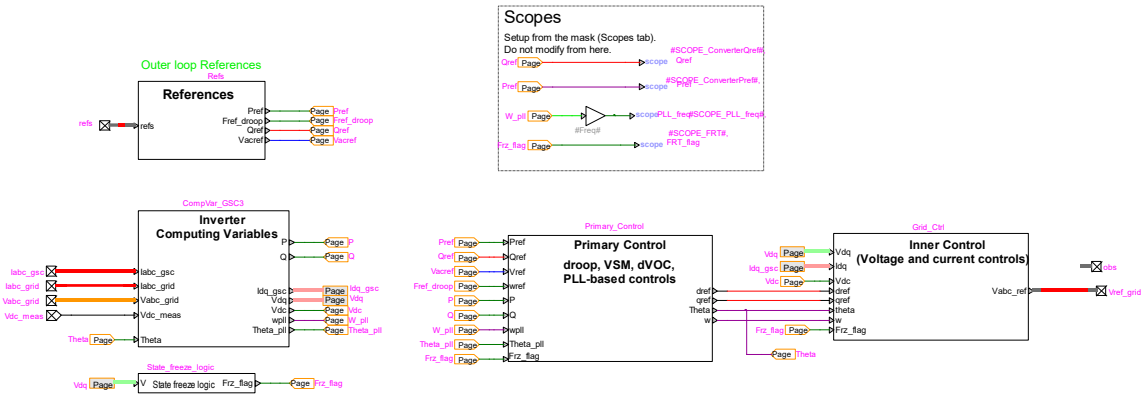 Scopes
Setup from the mask (Scopes tab).
Do not modify from here.
Qref Page scope #SCOPE_ConverterQref#, Qref
Pref Page scope #SCOPE_ConverterPref#, Pref
W_pll Page #Freq# scope PLL_freq #SCOPE_PLL_freq#,
Frz_flag Page scope #SCOPE_FRT#, FRT_flag
Outer loop References
Refs
References
refs refs
Pref Page Pref
Fref_droop Page Fref_droop
Qref Page Qref
Vacref Page Vacref
CompVar_GSC3
Inverter
Computing Variables
P Page P
Q Page Q
Iabc_gsc Iabc_gsc
Iabc_grid Iabc_grid
Vabc_grid Vabc_grid
Vdc_meas Vdc_meas
Theta Page Theta
Idq_gsc Page Idq_gsc
Vdq Page Vdq
Vdc Page Vdc
wpll Page W_pll
Theta_pll Page Theta_pll
State_freeze_logic
Vdq Page V State freeze logic Frz_flag Page Frz_flag
Primary_Control
Primary Control
droop, VSM, dVOC,
PLL-based controls
Pref Page Pref
Qref Page Qref
Vacref Page Vref
Fref_droop Page wref
P Page P
Q Page Q
W_pll Page wpll
Theta_pll Page Theta_pll
Frz_flag Page Frz_flag
dref
qref
Theta
w
Page Theta
Grid_Ctrl
Inner Control
(Voltage and current controls)
Vdq Page Vdq
Idq_gsc Page Idq
Vdc Page Vdc
dref
qref
theta
w
Frz_flag Page Frz_flag
Vabc_ref
obs
Vref_grid